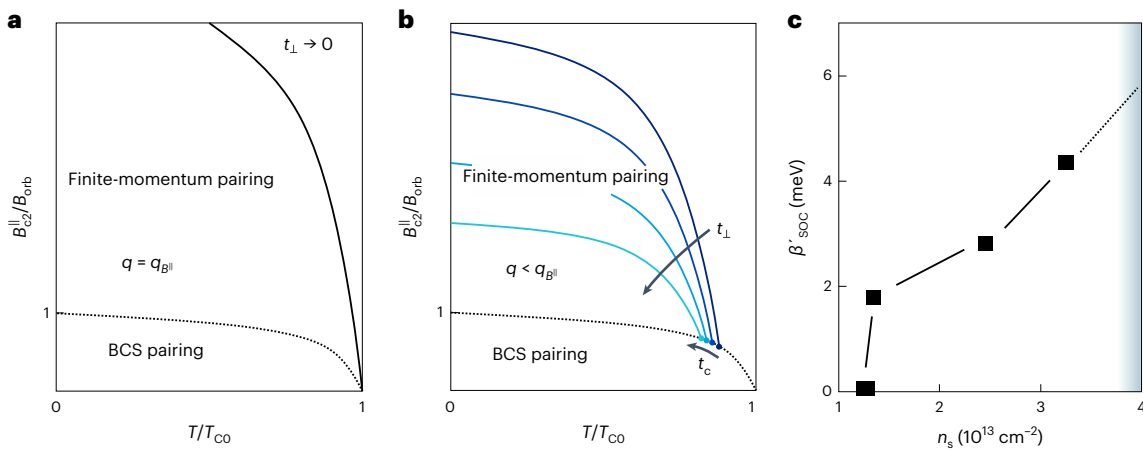 a
t⊥ → 0
Finite-momentum pairing
q = qB||
1
BCS pairing
0
1
T/TC0
B||c2/Borb
b
Finite-momentum pairing
t⊥
q < qB||
1
BCS pairing
tc
0
1
T/TC0
B||c2/Borb
c
6
4
2
0
1
2
3
4
ns (10¹³ cm⁻²)
β′SOC (meV)